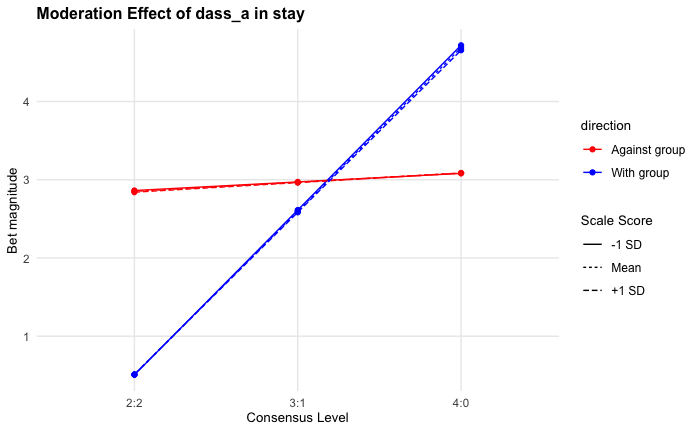 Moderation Effect of dass_a in stay
Bet magnitude
4
3
2
1
2:2
3:1
4:0
Consensus Level
direction
Against group
With group
Scale Score
-1 SD
Mean
+1 SD